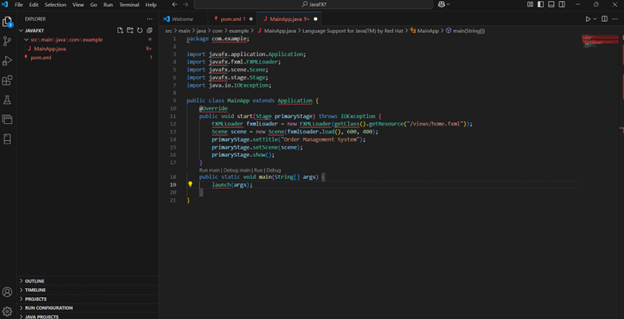 File Edit Selection View Go Run Terminal Help
JavaFX7
EXPLORER
JAVAFX7
src \ main \ java \ com \ example
MainApp.java 9+
pom.xml 1
Welcome
pom.xml 1
MainApp.java 9+
src > main > java > com > example > MainApp.java > Language Support for Java(TM) by Red Hat > MainApp > main(String[])
1 package com.example;
2
3 import javafx.application.Application;
4 import javafx.fxml.FXMLLoader;
5 import javafx.scene.Scene;
6 import javafx.stage.Stage;
7 import java.io.IOException;
8
9 public class MainApp extends Application {
10 @Override
11 public void start(Stage primaryStage) throws IOException {
12 FXMLLoader fxmlLoader = new FXMLLoader(getClass().getResource("/views/home.fxml"));
13 Scene scene = new Scene(fxmlLoader.load(), 600, 400);
14 primaryStage.setTitle("Order Management System");
15 primaryStage.setScene(scene);
16 primaryStage.show();
17 }
Run main | Debug main | Run | Debug
18 public static void main(String[] args) {
19 launch(args);
20 }
21 }
OUTLINE
TIMELINE
PROJECTS
RUN CONFIGURATION
JAVA PROJECTS